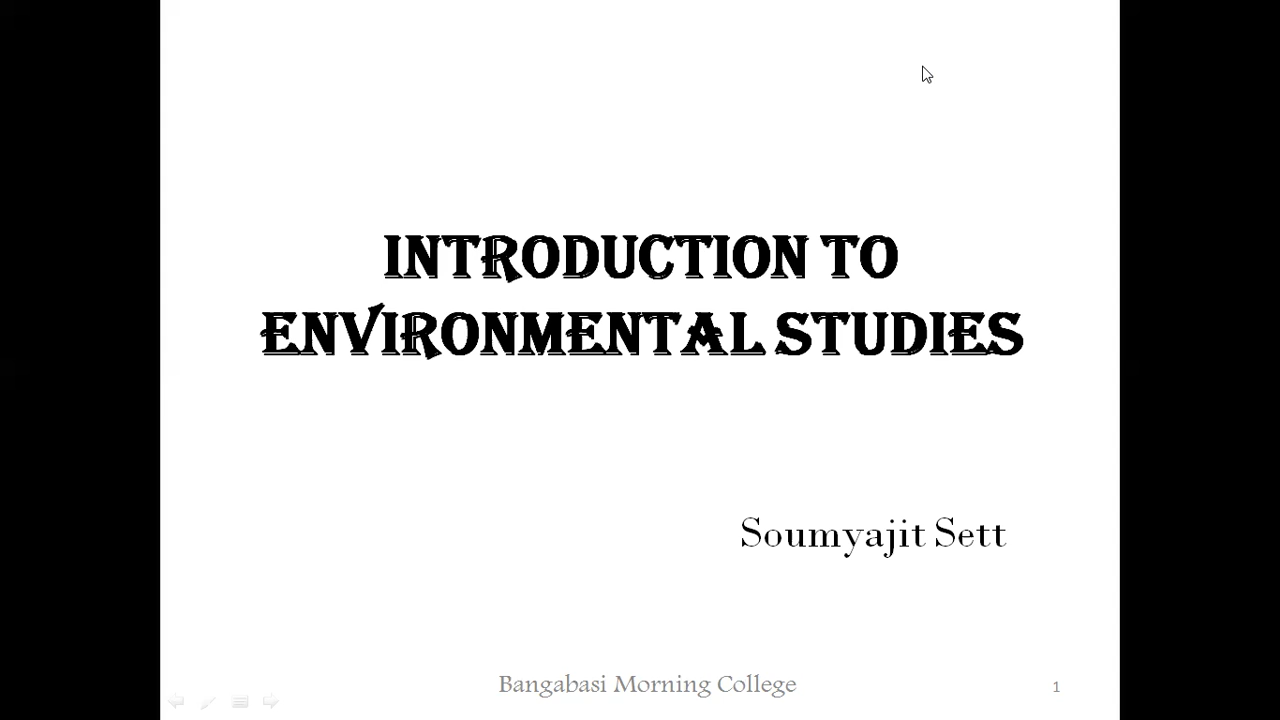 INTRODUCTION TO
ENVIRONMENTAL STUDIES
Soumyajit Sett
Bangabasi Morning College
1